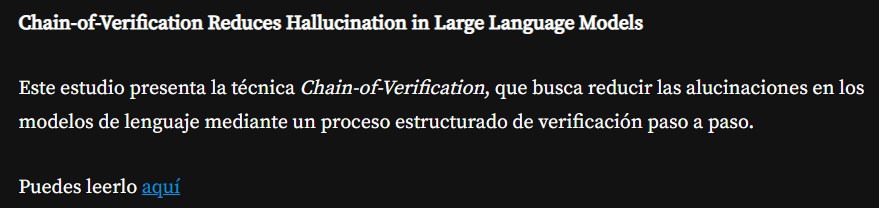 Chain-of-Verification Reduces Hallucination in Large Language Models
Este estudio presenta la técnica Chain-of-Verification, que busca reducir las alucinaciones en los
modelos de lenguaje mediante un proceso estructurado de verificación paso a paso.
Puedes leerlo aquí